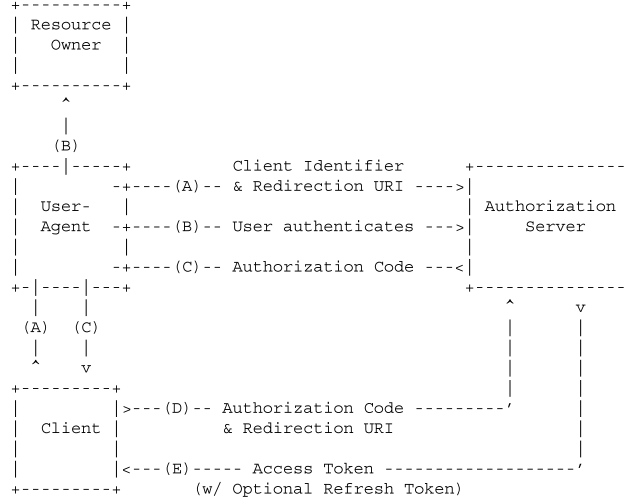 Resource
Owner
(B)
Client Identifier
(A) & Redirection URI
User-
Agent
Authorization
Server
(B) User authenticates
(C) Authorization Code
(A) (C)
v
v
(D) Authorization Code
Client
& Redirection URI
(E) Access Token
(w/ Optional Refresh Token)